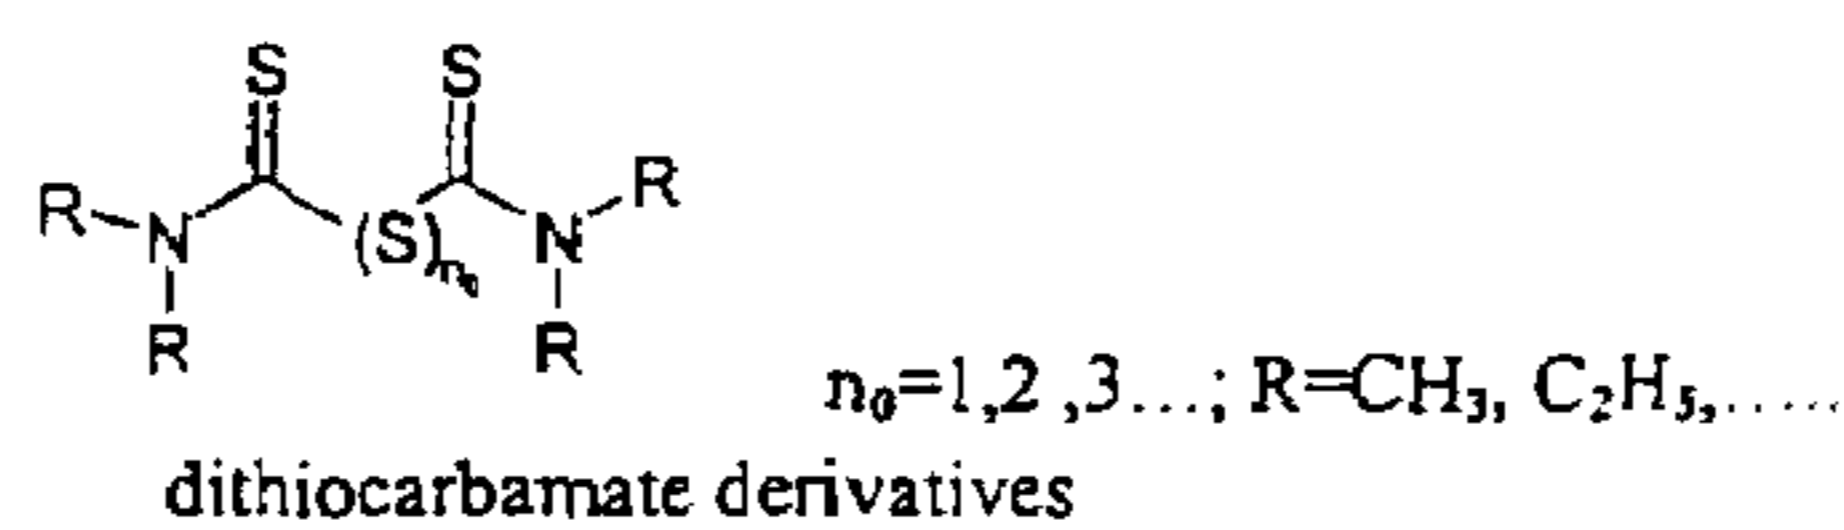 S S
R N (S)n₀ N R
R R
n₀=1,2 ,3...; R=CH₃, C₂H₅,.....
dithiocarbamate derivatives